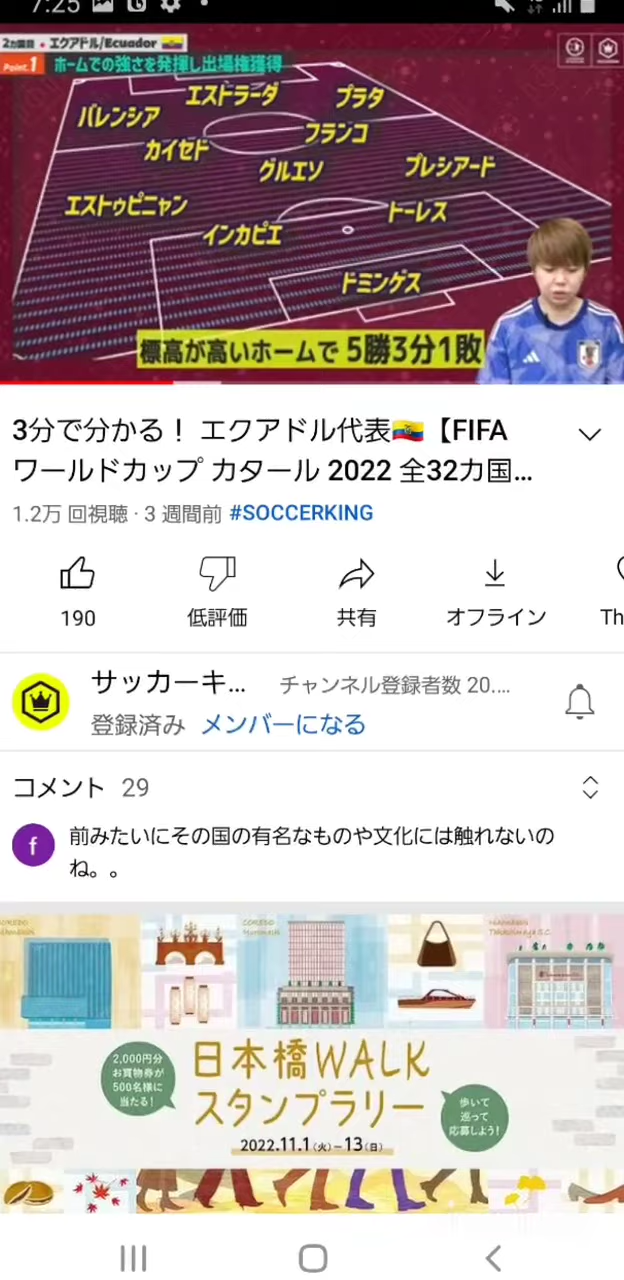 7:25
2カ国目 • エクアドル/Ecuador
Point.1 ホームでの強さを発揮し出場権獲得
エストラーダ
プラタ
バレンシア
フランコ
カイセド
グルエソ
プレシアード
エストゥピニャン
トーレス
インカピエ
ドミンゲス
標高が高いホームで 5勝3分1敗
3分で分かる! エクアドル代表🇪🇨【FIFA
ワールドカップ カタール 2022 全32カ国...
1.2万 回視聴 · 3 週間前 #SOCCERKING
190
低評価
共有
オフライン
Th
サッカーキ... チャンネル登録者数 20....
登録済み メンバーになる
コメント 29
f
前みたいにその国の有名なものや文化には触れないの
ね。。
2,000円分
お買物券が
500名様に
当たる!
日本橋WALK
スタンプラリー
歩いて
巡って
応募しよう!
2022.11.1(火)-13(日)